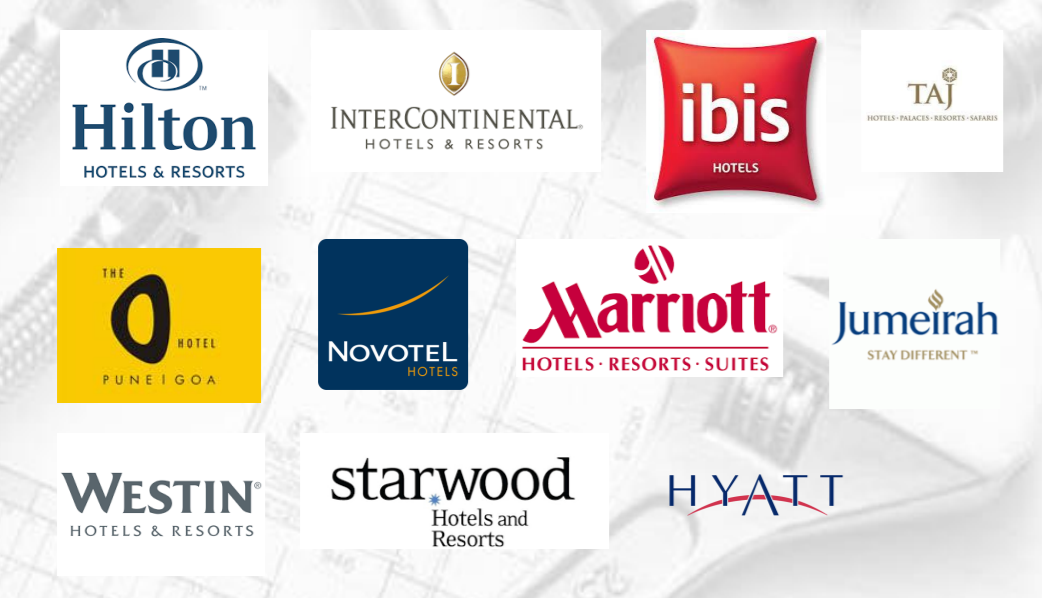 Hilton
HOTELS & RESORTS
INTERCONTINENTAL®
HOTELS & RESORTS
ibis
HOTELS
TAJ
HOTELS · PALACES · RESORTS · SAFARIS
THE
O
HOTEL
PUNE | GOA
NOVOTEL
HOTELS
Marriott®
HOTELS · RESORTS · SUITES
Jumeirah
STAY DIFFERENT™
WESTIN®
HOTELS & RESORTS
starwood
Hotels and
Resorts
HYATT